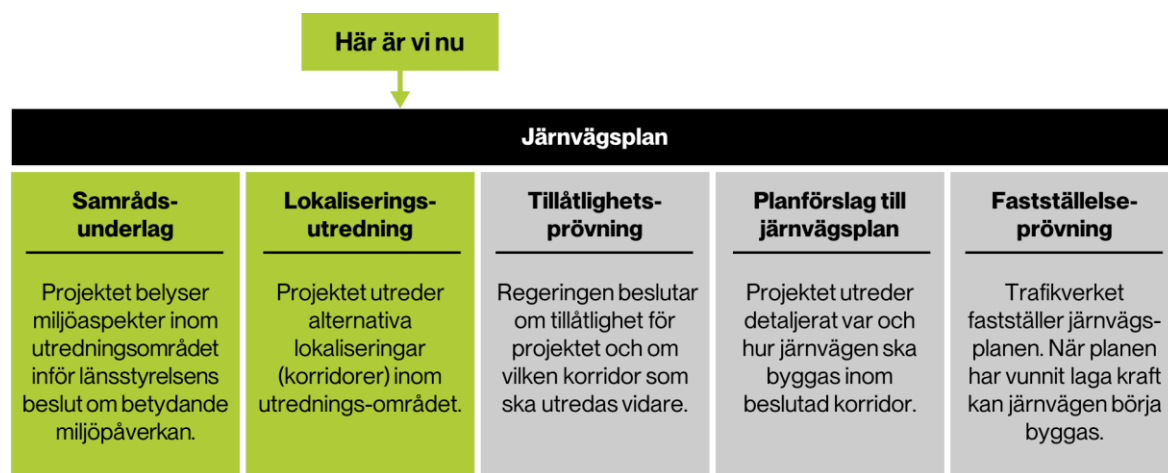 Här är vi nu
Järnvägsplan
Samråds-
underlag
Projektet belyser
miljöaspekter inom
utredningsområdet
inför länsstyrelsens
beslut om betydande
miljöpåverkan.
Lokaliserings-
utredning
Projektet utreder
alternativa
lokaliseringar
(korridorer) inom
utrednings-området.
Tillåtlighets-
prövning
Regeringen beslutar
om tillåtlighet för
projektet och om
vilken korridor som
ska utredas vidare.
Planförslag till
järnvägsplan
Projektet utreder
detaljerat var och
hur järnvägen ska
byggas inom
beslutad korridor.
Fastställelse-
prövning
Trafikverket
fastställer järnvägs-
planen. När planen
har vunnit laga kraft
kan järnvägen börja
byggas.